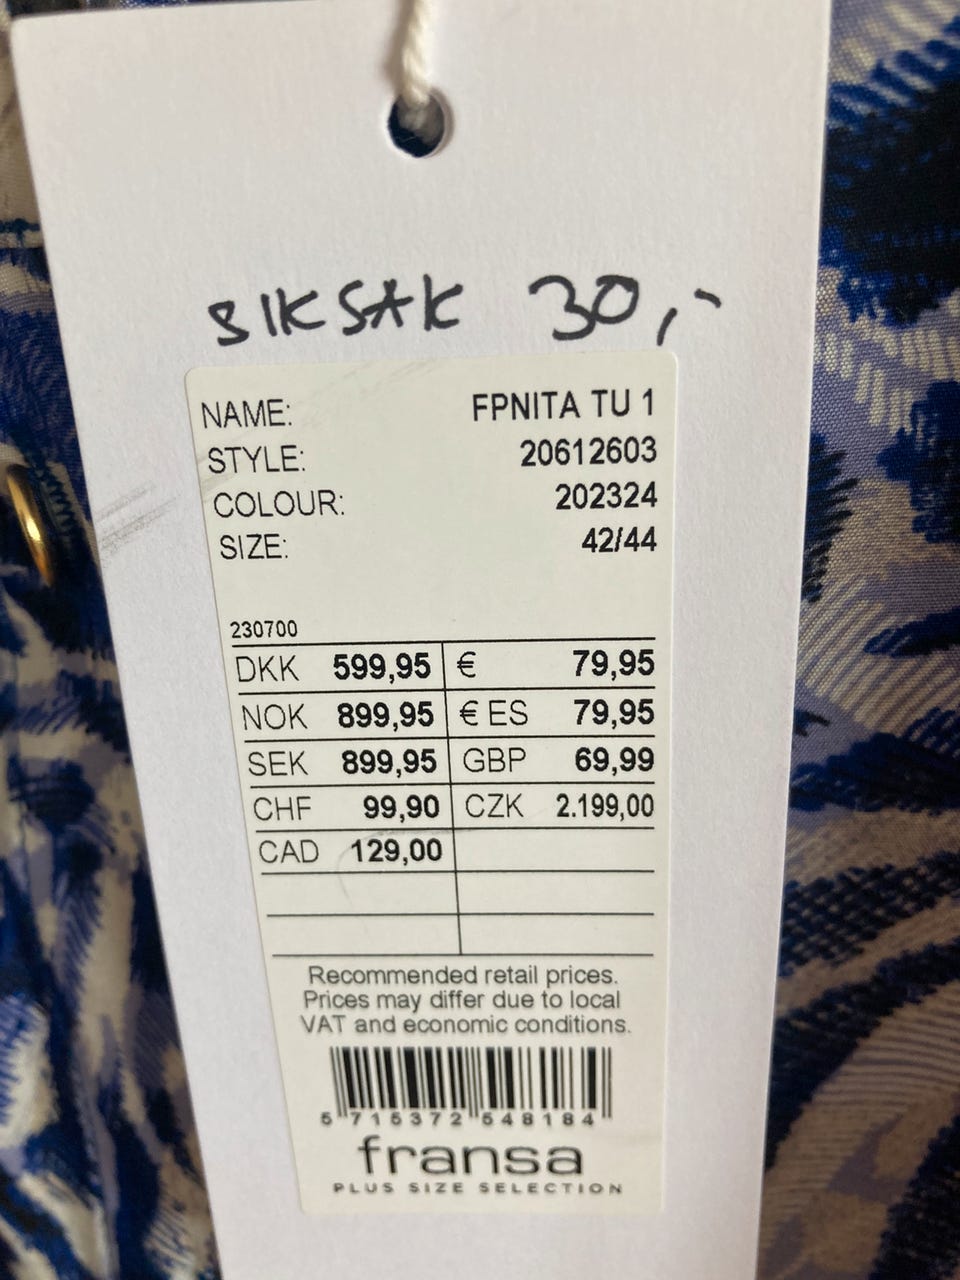 SIKSAK 30,-
NAME: FPNITA TU 1
STYLE: 20612603
COLOUR: 202324
SIZE: 42/44
230700
DKK 599,95 € 79,95
NOK 899,95 € ES 79,95
SEK 899,95 GBP 69,99
CHF 99,90 CZK 2.199,00
CAD 129,00
Recommended retail prices.
Prices may differ due to local
VAT and economic conditions.
5 715372 548184
fransa
PLUS SIZE SELECTION